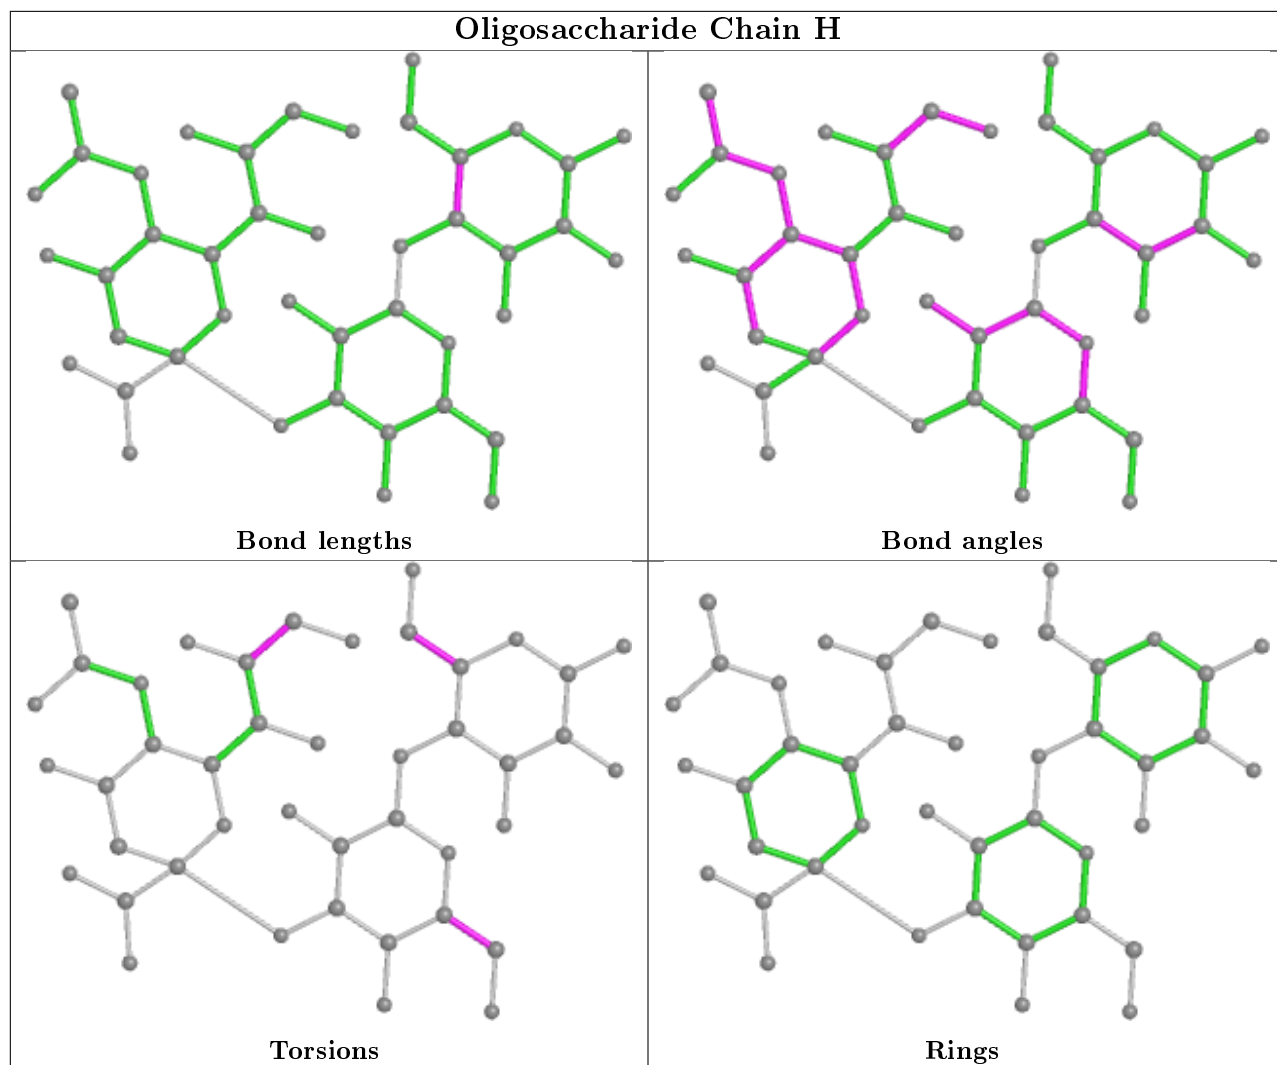 Oligosaccharide Chain H
Bond lengths
Bond angles
Torsions
Rings